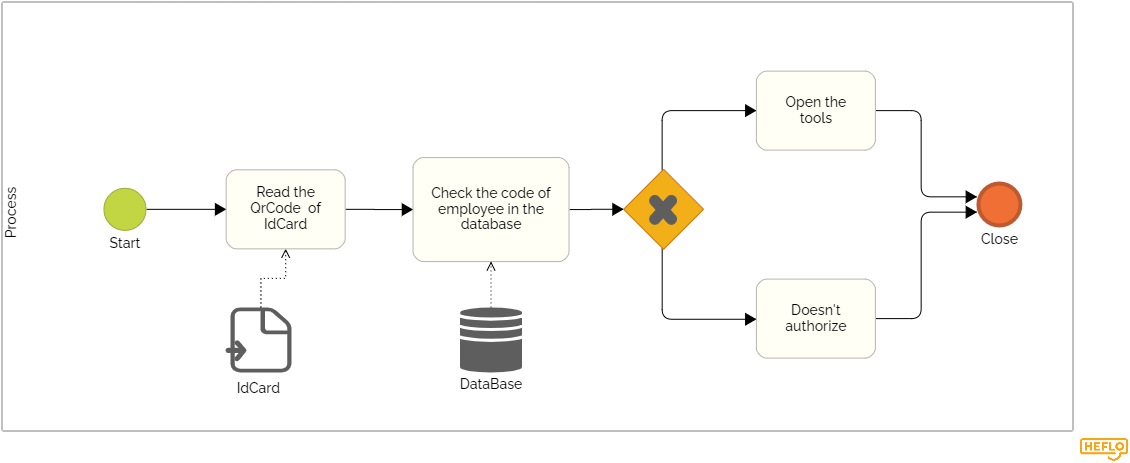 Process
Start
Read the
QrCode of
IdCard
IdCard
Check the code of
employee in the
database
DataBase
Open the
tools
Doesn't
authorize
Close
HEFLO